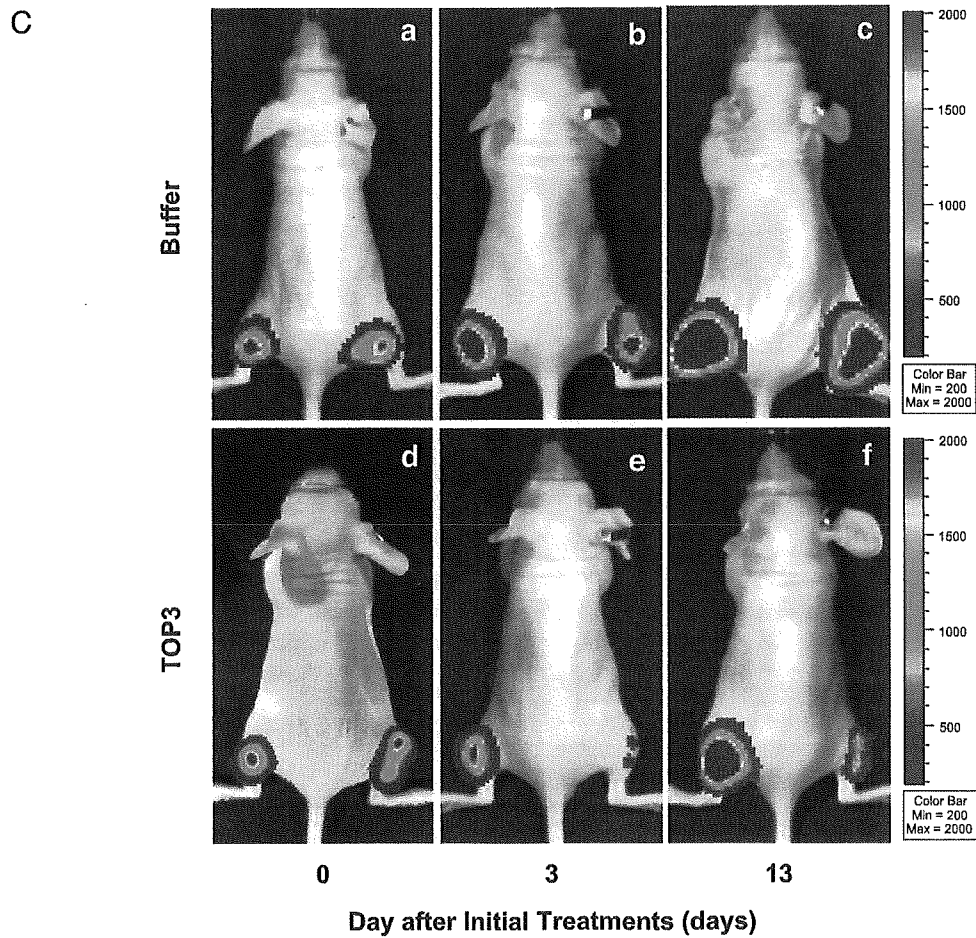 C
a
b
c
Buffer
2000
1500
1000
500
Color Bar
Min = 200
Max = 2000
d
e
f
TOP3
2000
1500
1000
500
Color Bar
Min = 200
Max = 2000
0
3
13
Day after Initial Treatments (days)